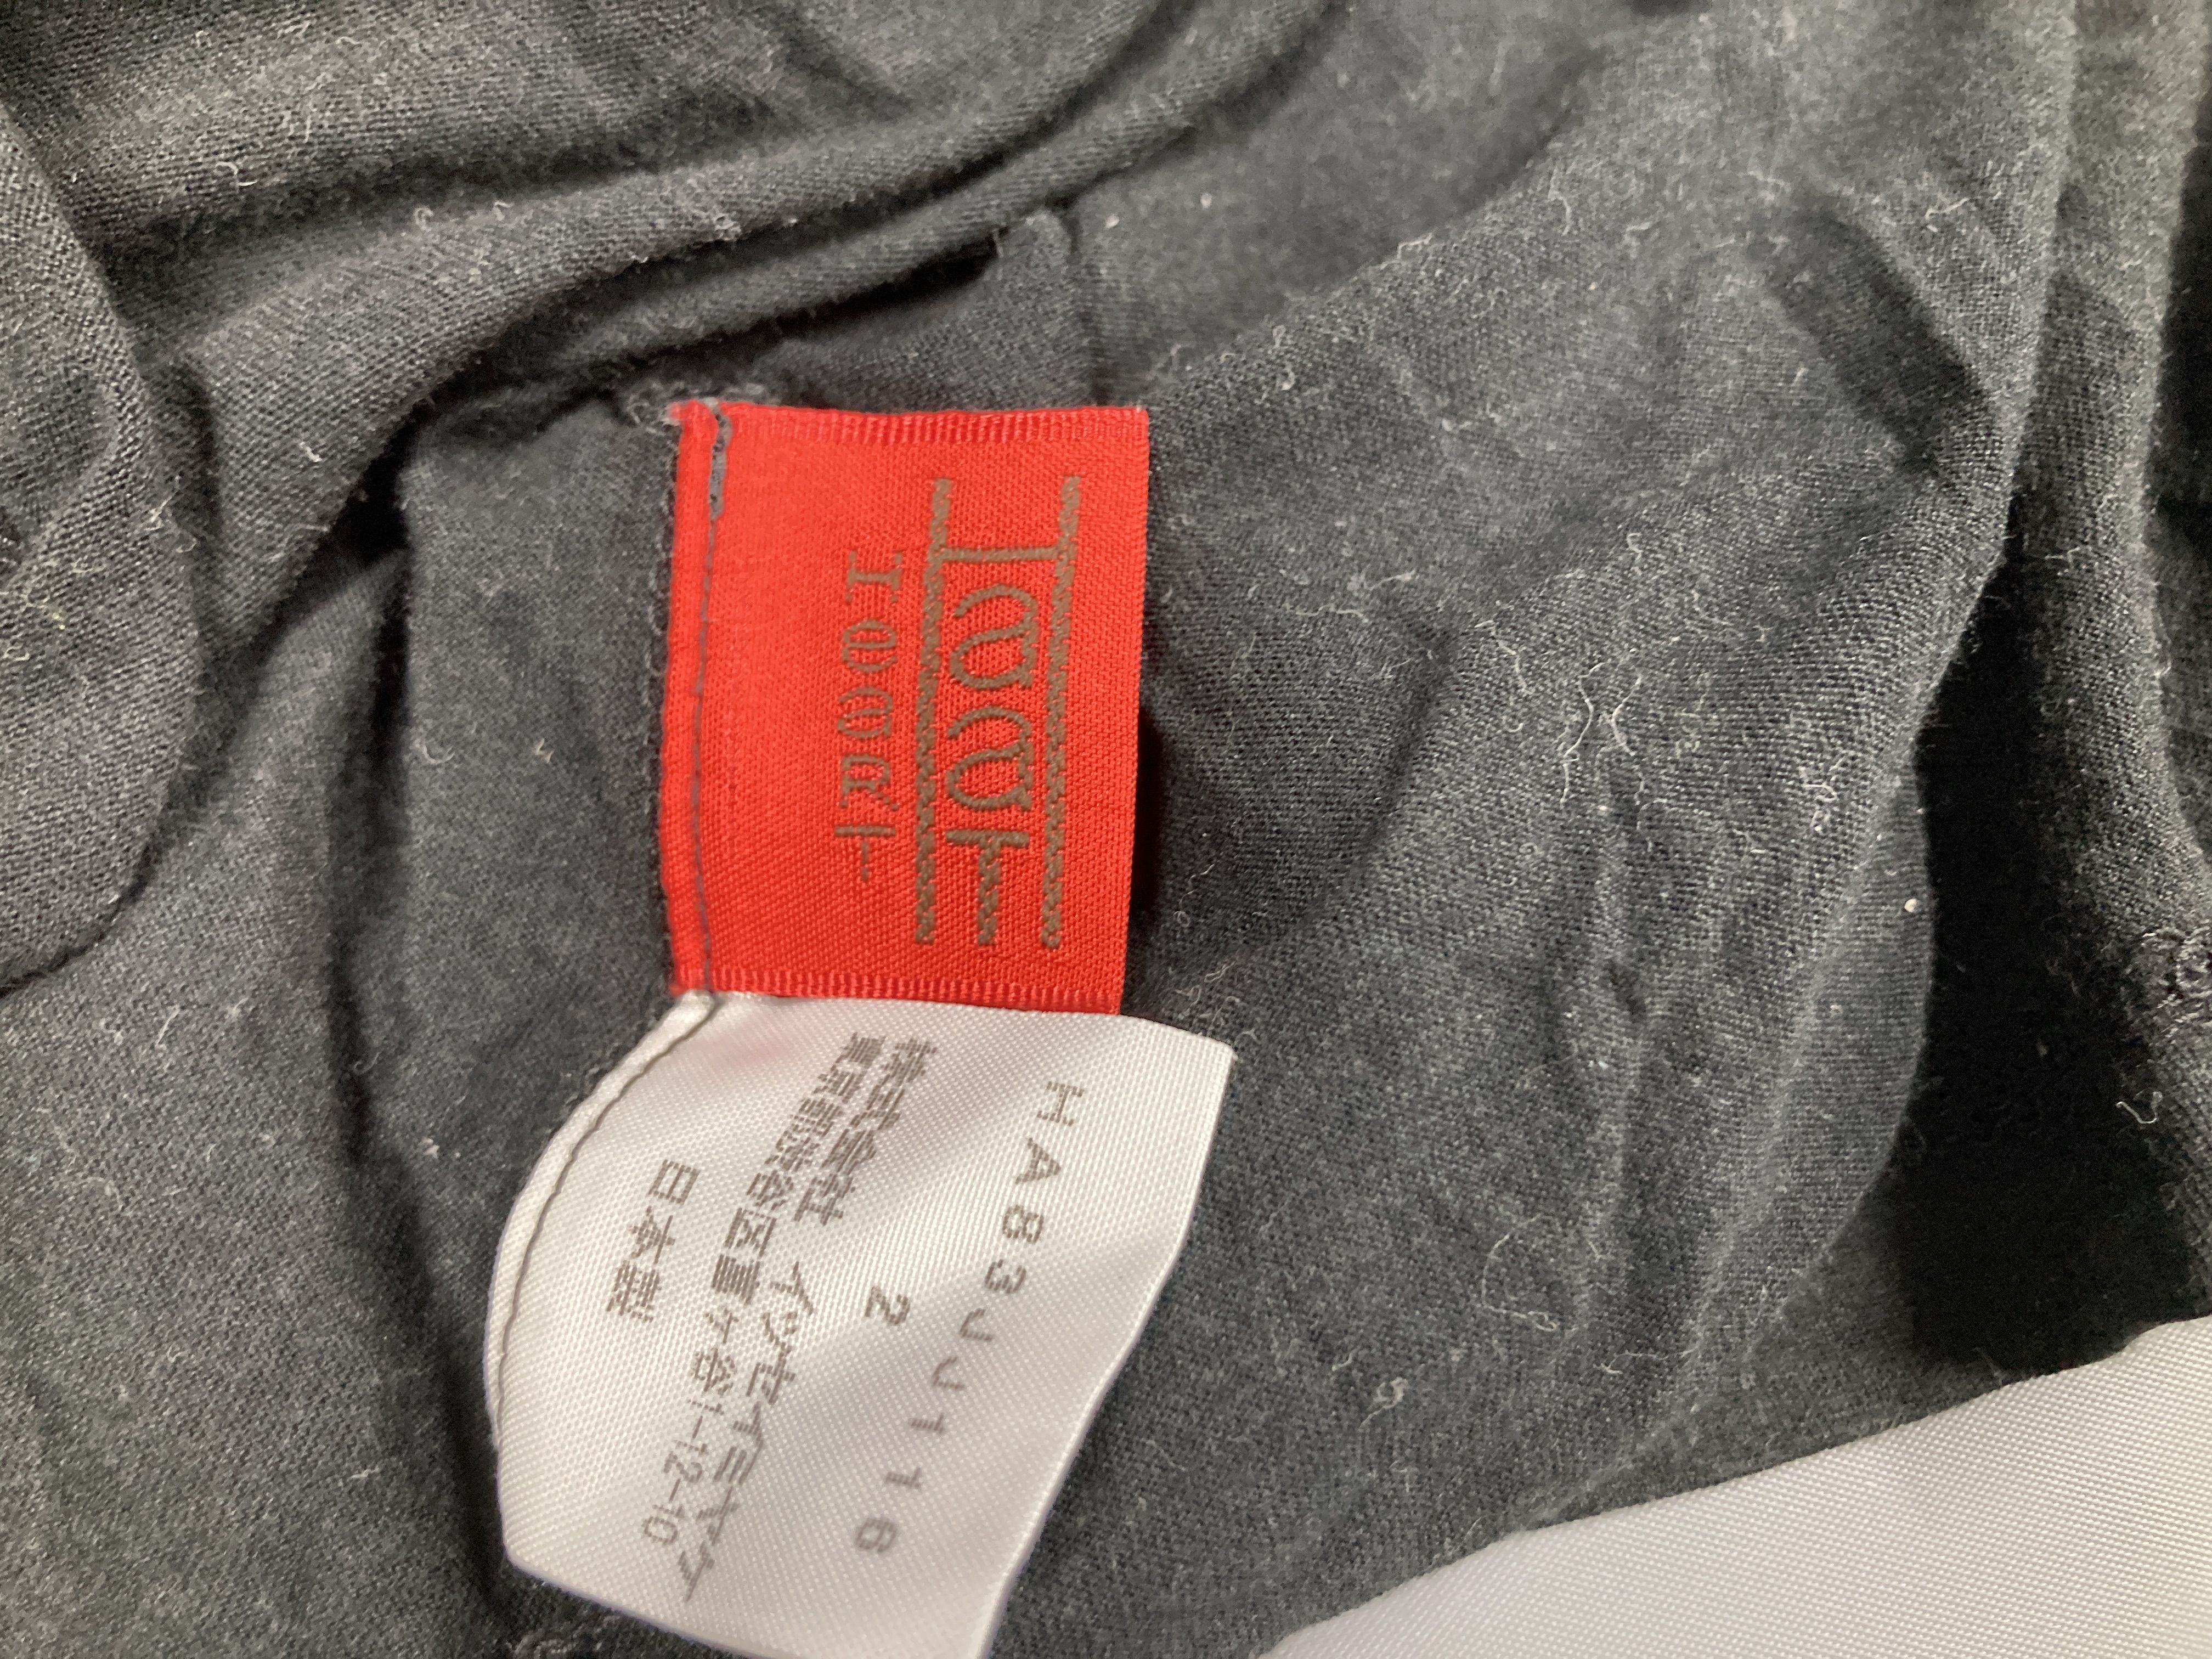 HaaT
HeaRT
HA83JJ116
2
株式会社 イッセイミヤケ
東京都渋谷区富ヶ谷1-12-10
日本製